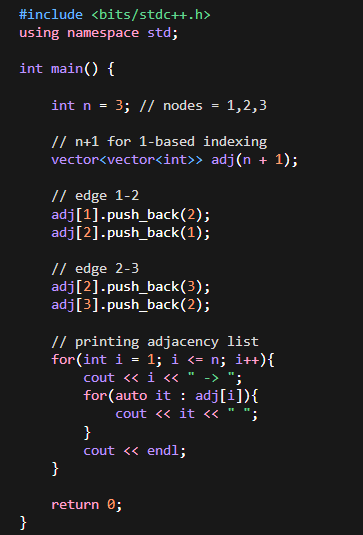 #include <bits/stdc++.h>
using namespace std;

int main() {

    int n = 3; // nodes = 1,2,3

    // n+1 for 1-based indexing
    vector<vector<int>> adj(n + 1);

    // edge 1-2
    adj[1].push_back(2);
    adj[2].push_back(1);

    // edge 2-3
    adj[2].push_back(3);
    adj[3].push_back(2);

    // printing adjacency list
    for(int i = 1; i <= n; i++){
        cout << i << " -> ";
        for(auto it : adj[i]){
            cout << it << " ";
        }
        cout << endl;
    }

    return 0;
}